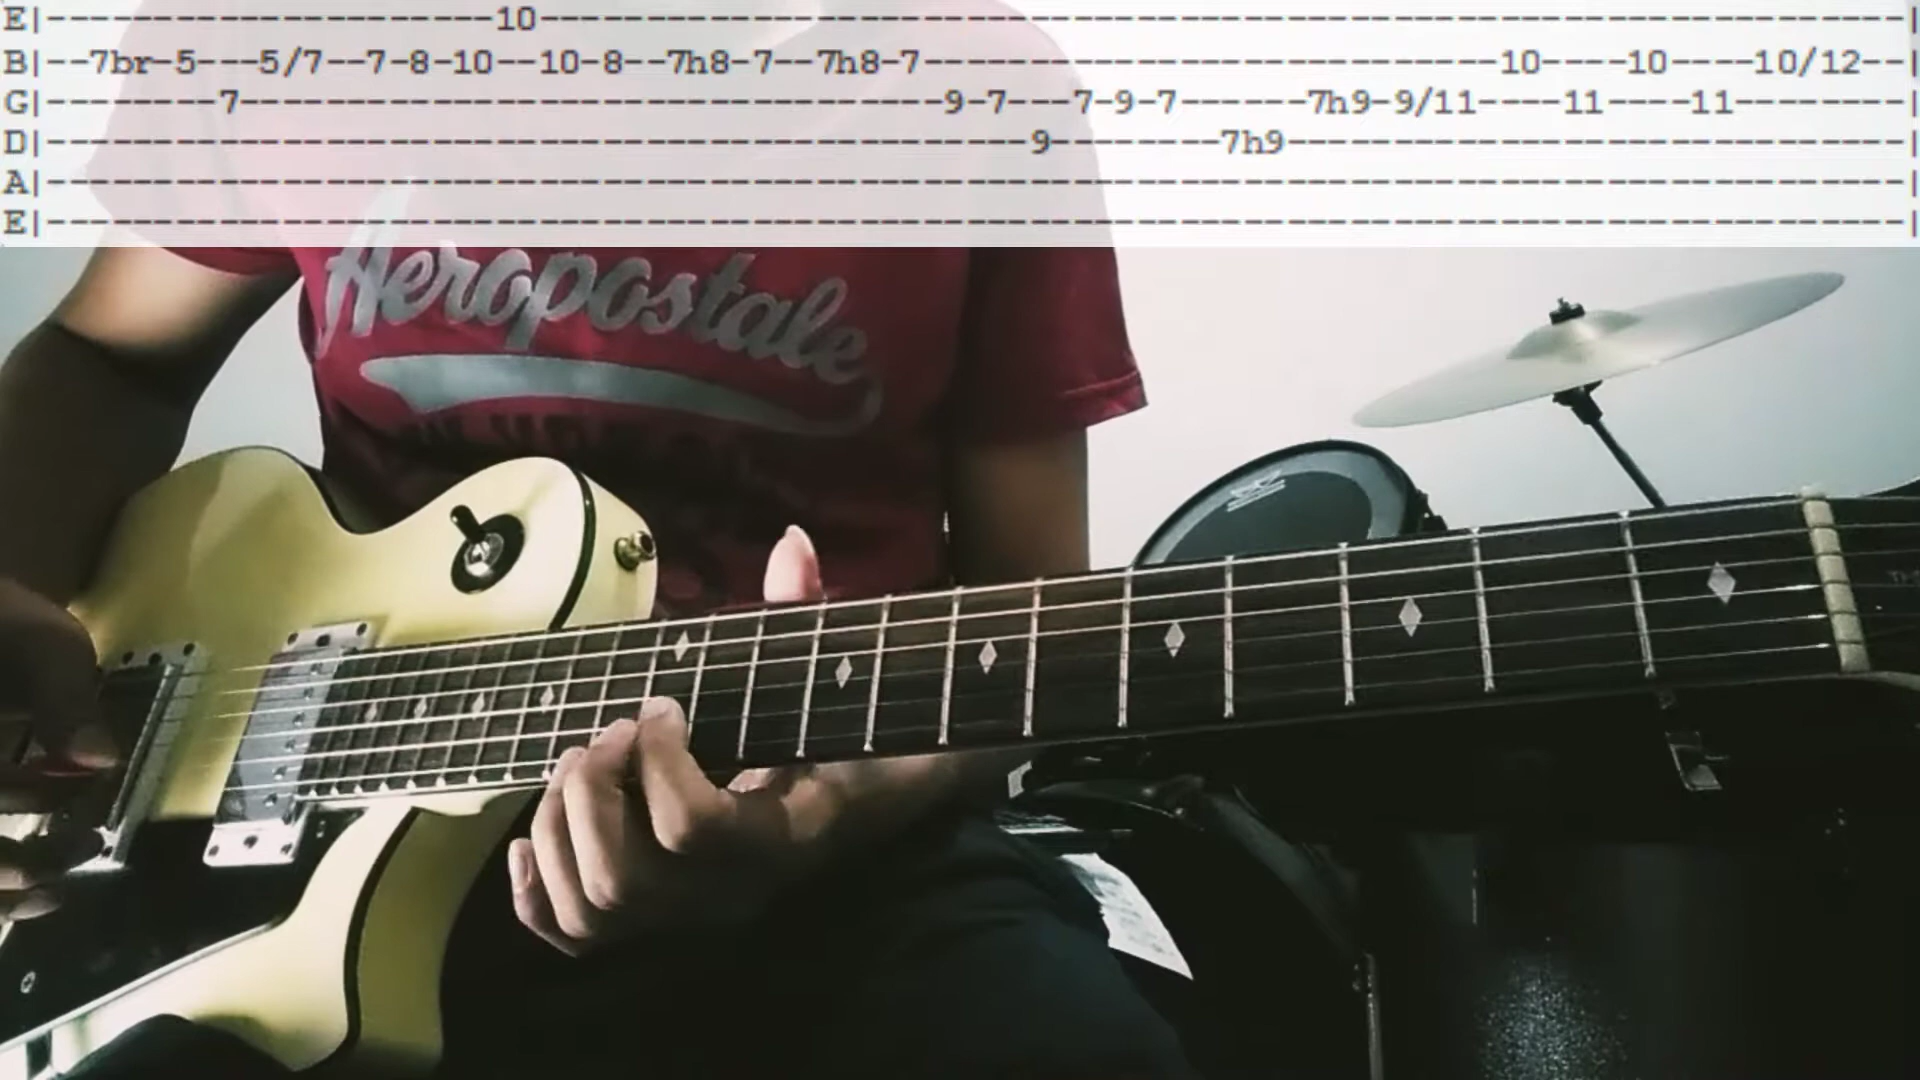 E|---------------------10-----------------------------------------------------------------|
B|--7br-5---5/7--7-8-10--10-8--7h8-7--7h8-7----------------------------10----10----10/12--|
G|--------7----------------------------------9-7---7-9-7------7h9-9/11----11----11--------|
D|-----------------------------------------------9--------7h9-----------------------------|
A|----------------------------------------------------------------------------------------|
E|----------------------------------------------------------------------------------------|
Aeropostale